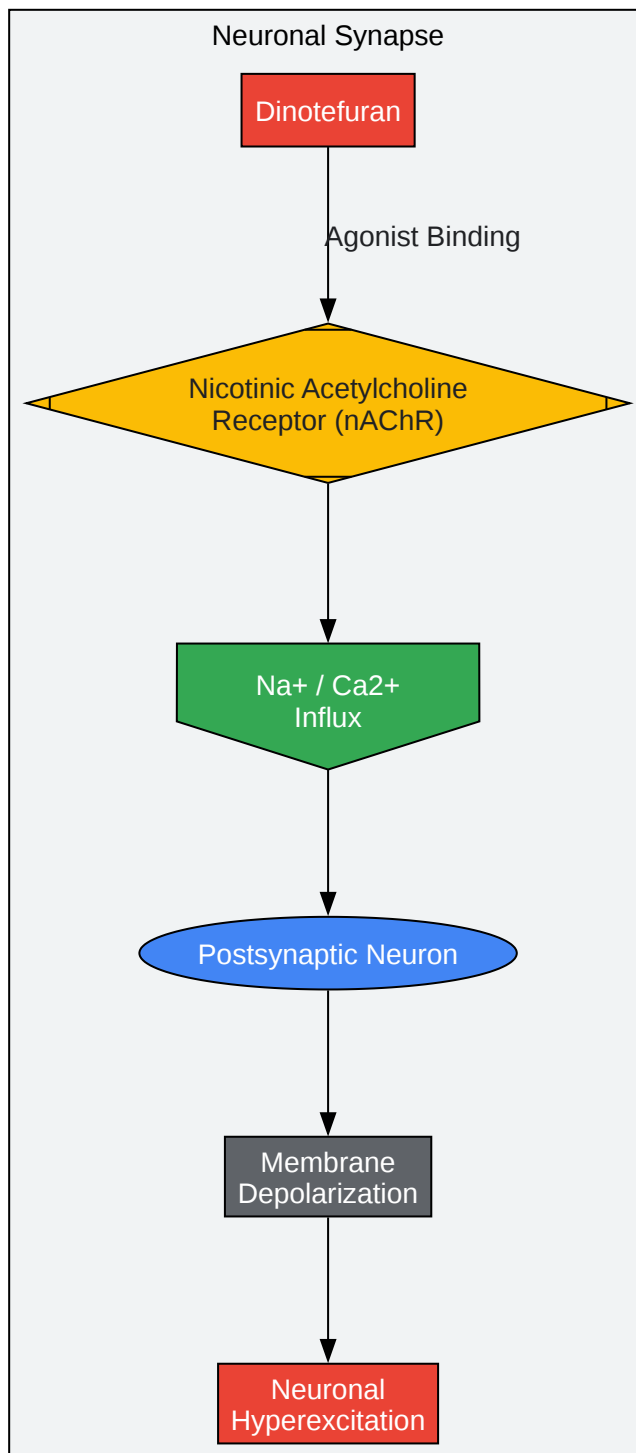 Neuronal Synapse
Dinotefuran
Agonist Binding
Nicotinic Acetylcholine
Receptor (nAChR)
Na+ / Ca2+
Influx
Postsynaptic Neuron
Membrane
Depolarization
Neuronal
Hyperexcitation